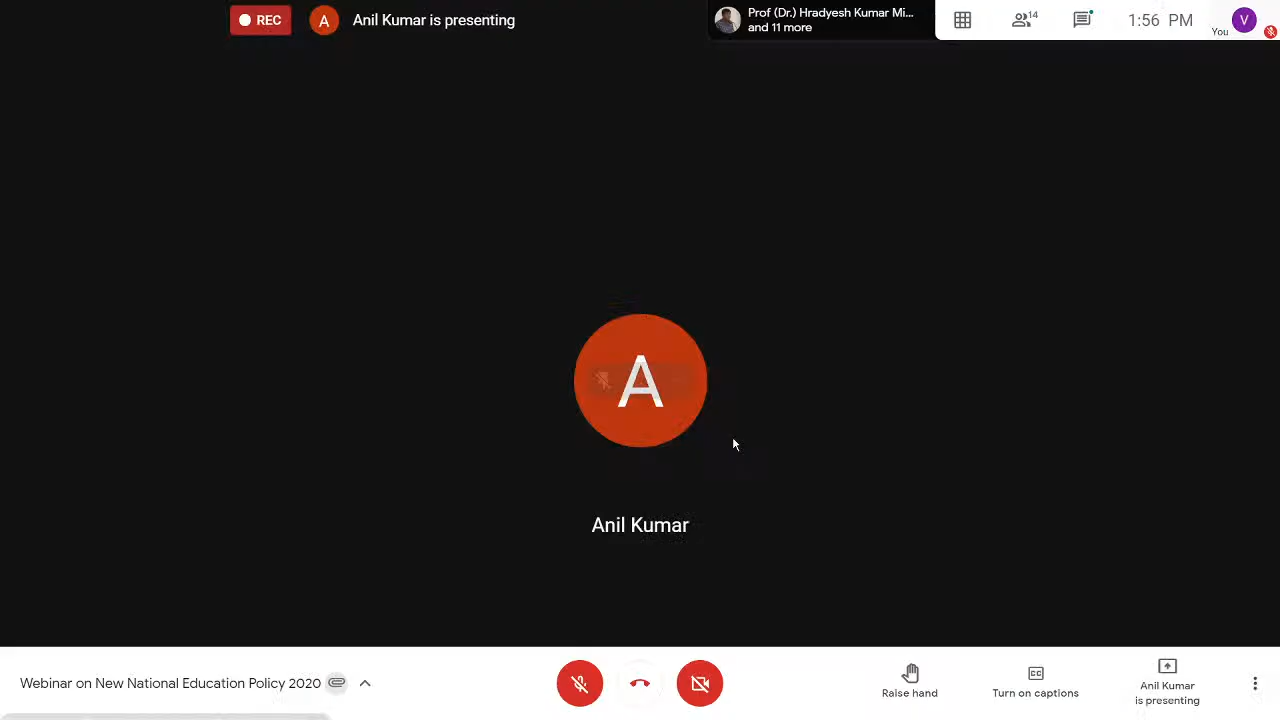 REC
A
Anil Kumar is presenting
Prof (Dr.) Hradyesh Kumar Mi...
and 11 more
14
1:56 PM
You
V
A
Anil Kumar
Webinar on New National Education Policy 2020
Raise hand
CC
Turn on captions
Anil Kumar
is presenting